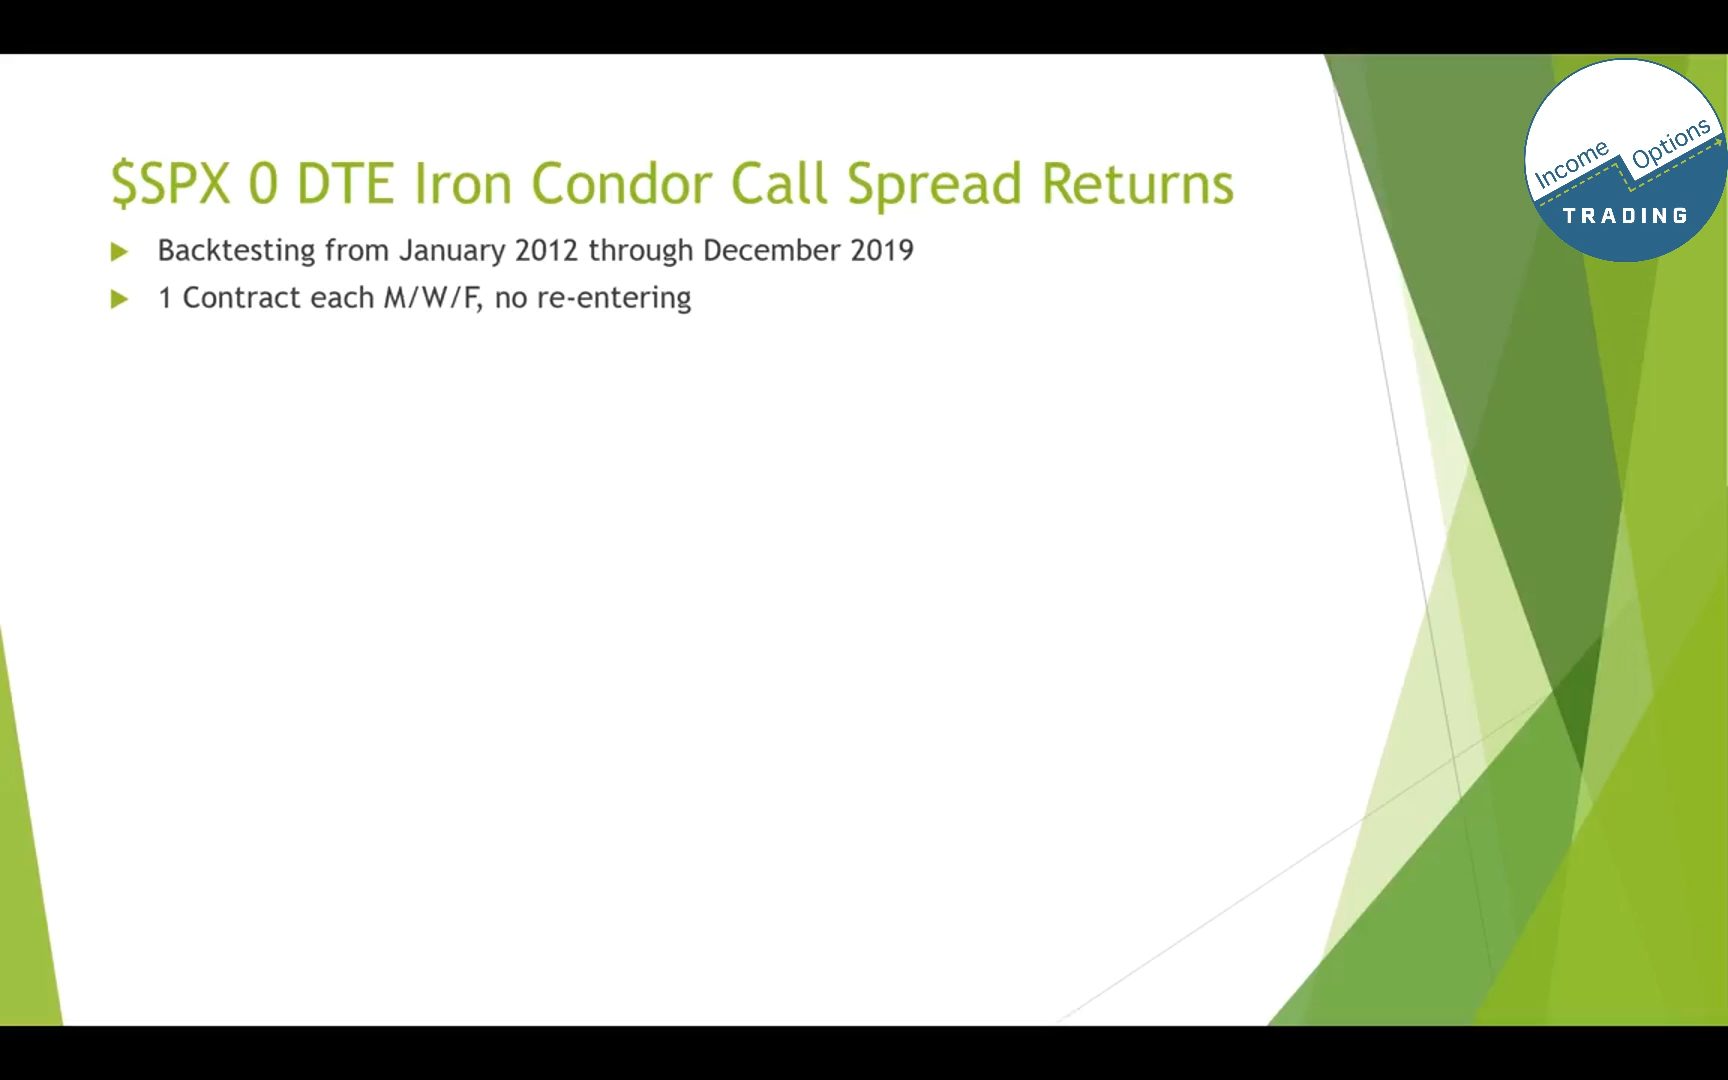 $SPX 0 DTE Iron Condor Call Spread Returns
Backtesting from January 2012 through December 2019
1 Contract each M/W/F, no re-entering
Income Options
TRADING